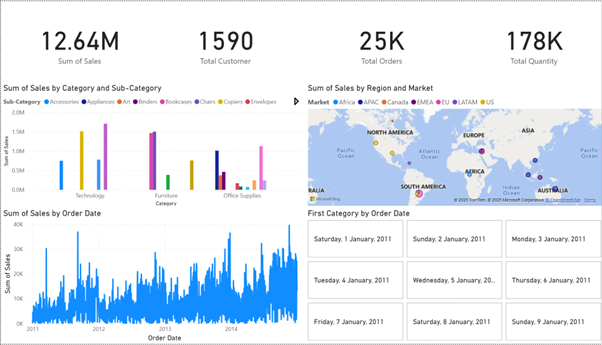 12.64M
Sum of Sales
1590
Total Customer
25K
Total Orders
178K
Total Quantity
Sum of Sales by Category and Sub-Category
Sub-Category Accessories Appliances Art Binders Bookcases Chairs Copiers Envelopes
2.0M
1.5M
1.0M
0.5M
0.0M
Sum of Sales
Technology Furniture Office Supplies
Category
Sum of Sales by Region and Market
Market Africa APAC Canada EMEA EU LATAM US
NORTH AMERICA
EUROPE
ASIA
Pacific
Ocean
Atlantic
Ocean
Pacific
Ocean
AFRICA
SOUTH AMERICA
Indian
Ocean
RALIA
AUSTRALIA
Microsoft Bing
© 2025 TomTom, © 2025 Microsoft Corporation, © OpenStreetMap Terms
Sum of Sales by Order Date
40K
30K
20K
10K
0K
Sum of Sales
2011 2012 2013 2014
Order Date
First Category by Order Date
Saturday, 1 January, 2011
Sunday, 2 January, 2011
Monday, 3 January, 2011
Tuesday, 4 January, 2011
Wednesday, 5 January, 20...
Thursday, 6 January, 2011
Friday, 7 January, 2011
Saturday, 8 January, 2011
Sunday, 9 January, 2011